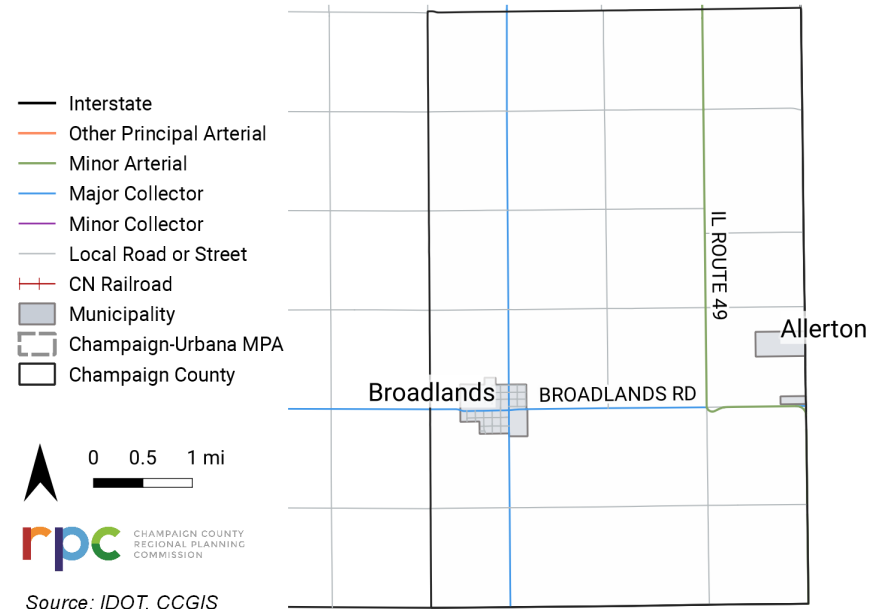 Interstate
Other Principal Arterial
Minor Arterial
Major Collector
Minor Collector
Local Road or Street
CN Railroad
Municipality
Champaign-Urbana MPA
Champaign County
0 0.5 1 mi
rpc
CHAMPAIGN COUNTY
REGIONAL PLANNING
COMMISSION
Source: IDOT, CCGIS
IL ROUTE 49
Allerton
Broadlands
BROADLANDS RD